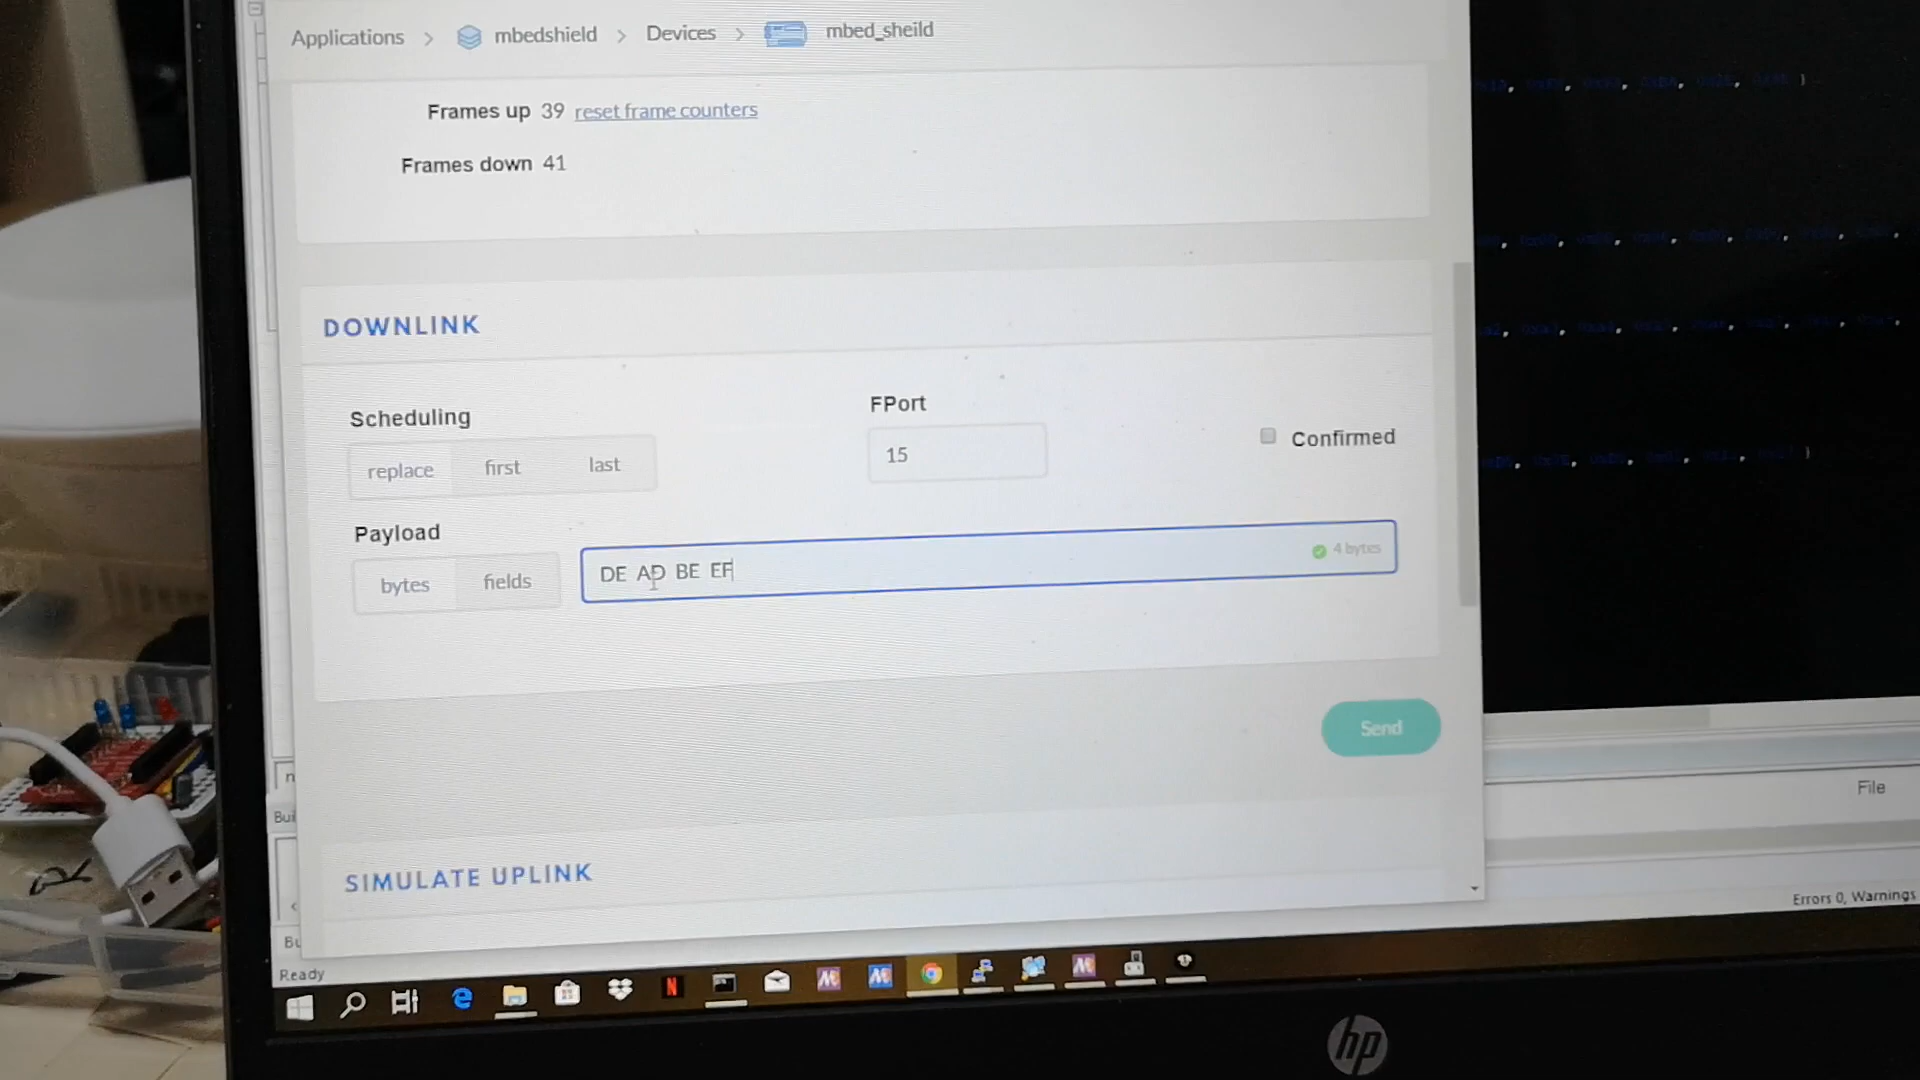 Applications > mbedshield > Devices > mbed_sheild
Frames up 39 reset frame counters
Frames down 41
DOWNLINK
Scheduling
FPort
replace first last
15
Confirmed
Payload
bytes fields
DE AD BE EF
4 bytes
Send
File
SIMULATE UPLINK
Errors 0, Warnings
Ready
hp